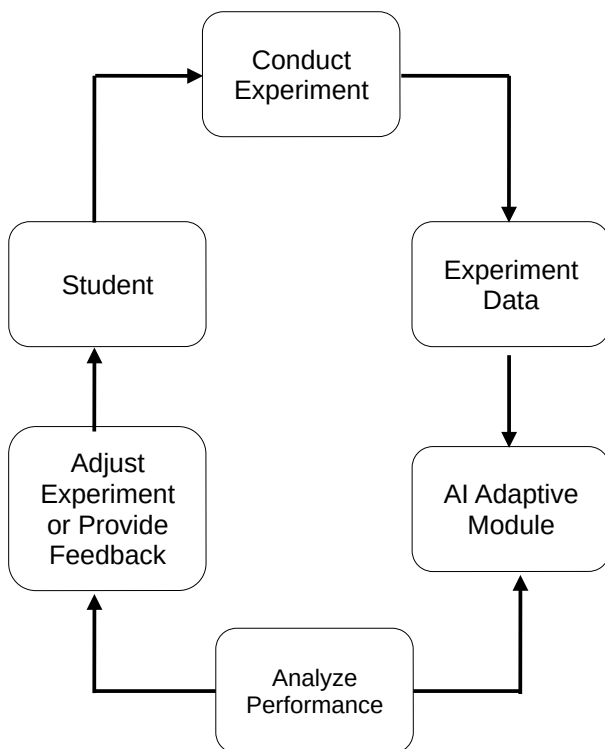 Conduct
Experiment
Student
Experiment
Data
Adjust
Experiment
or Provide
Feedback
AI Adaptive
Module
Analyze
Performance